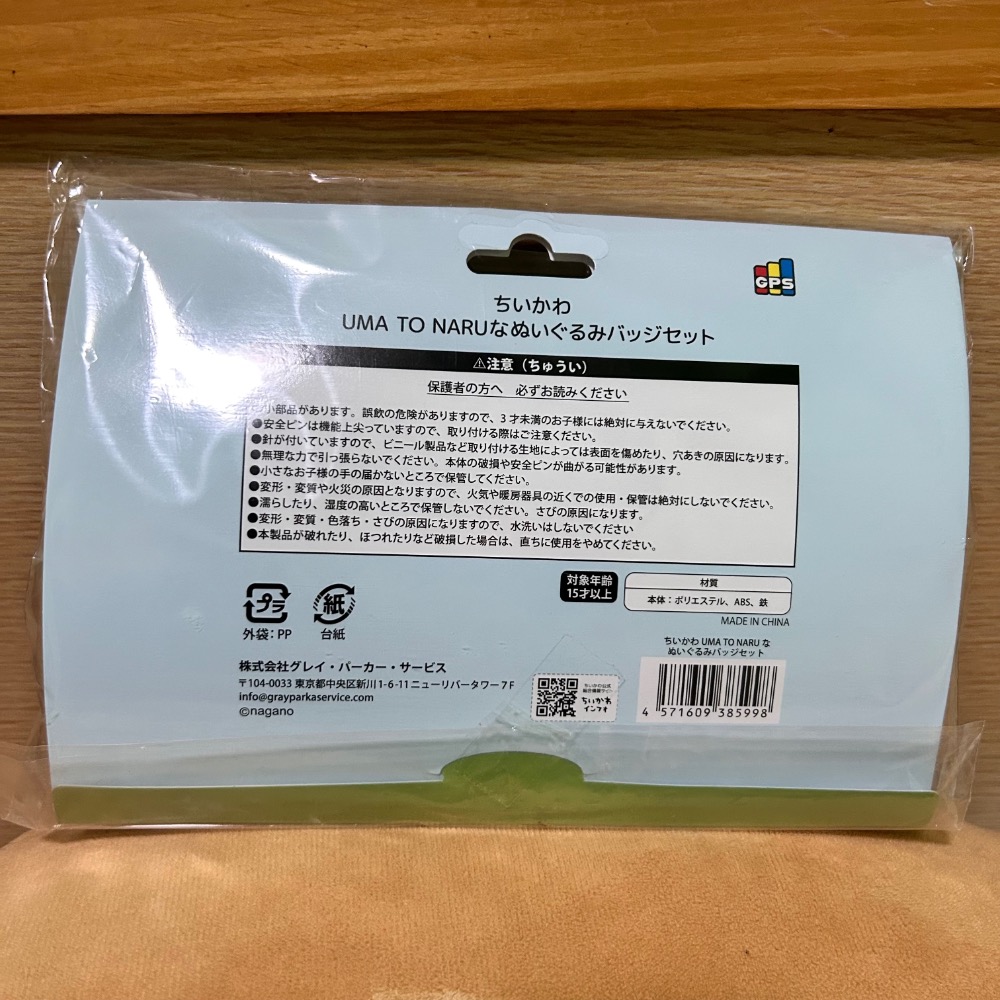 GPS
ちいかわ
UMA TO NARUなぬいぐるみバッジセット
⚠注意（ちゅうい）
保護者の方へ 必ずお読みください
●小部品があります。誤飲の危険がありますので、3才未満のお子様には絶対に与えないでください。
●安全ピンは機能上尖っていますので、取り付ける際はご注意ください。
●針が付いていますので、ビニール製品など取り付ける生地によっては表面を傷めたり、穴あきの原因になります。
●無理な力で引っ張らないでください。本体の破損や安全ピンが曲がる可能性があります。
●小さなお子様の手の届かないところで保管してください。
●変形・変質や火災の原因となりますので、火気や暖房器具の近くでの使用・保管は絶対にしないでください。
●濡らしたり、湿度の高いところで保管しないでください。さびの原因になります。
●変形・変質・色落ち・さびの原因になりますので、水洗いはしないでください
●本製品が破れたり、ほつれたりなど破損した場合は、直ちに使用をやめてください。
プラ
外袋：PP
紙
台紙
対象年齢
15才以上
材質
本体：ポリエステル、ABS、鉄
MADE IN CHINA
株式会社グレイ・パーカー・サービス
〒104-0033 東京都中央区新川1-6-11 ニューリバータワー7F
info@grayparkaservice.com
©nagano
ちいかわ公式
総合情報サイト
ちいかわ
インフォ
ちいかわ UMA TO NARU な
ぬいぐるみバッジセット
4 571609 385998